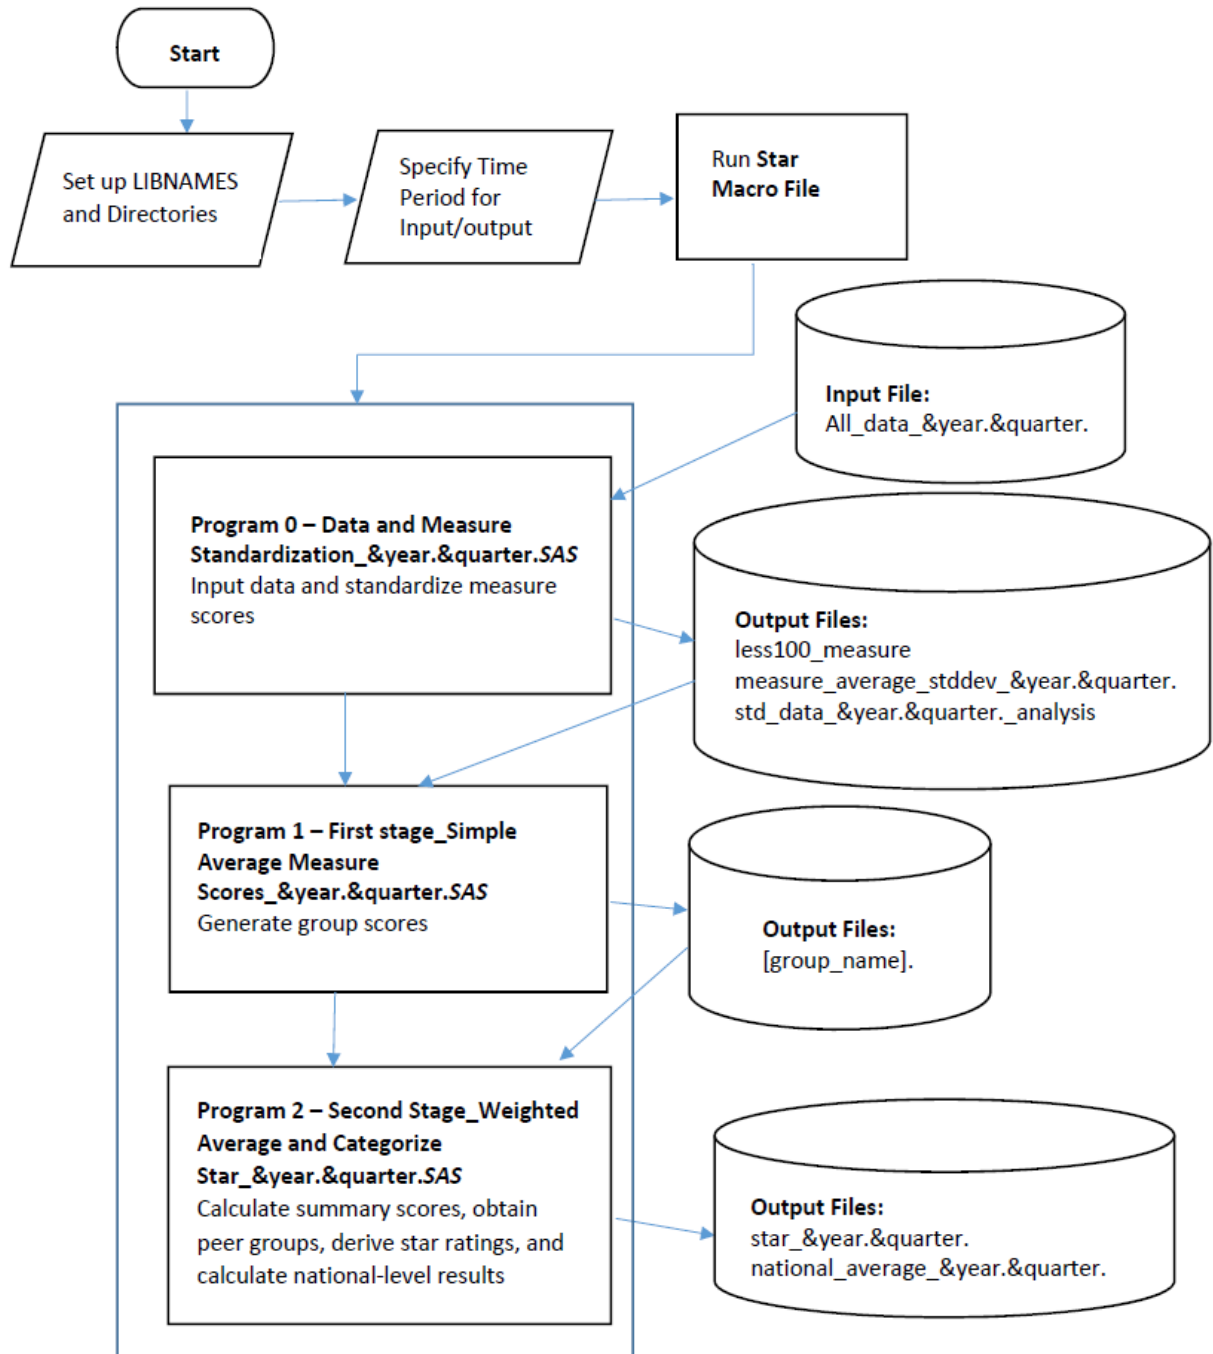 Start
Set up LIBNAMES
and Directories
Specify Time
Period for
Input/output
Run Star
Macro File
Input File:
All_data_&year.&quarter.
Program 0 – Data and Measure
Standardization_&year.&quarter.SAS
Input data and standardize measure
scores
Output Files:
less100_measure
measure_average_stddev_&year.&quarter.
std_data_&year.&quarter._analysis
Program 1 – First stage_Simple
Average Measure
Scores_&year.&quarter.SAS
Generate group scores
Output Files:
[group_name].
Program 2 – Second Stage_Weighted
Average and Categorize
Star_&year.&quarter.SAS
Calculate summary scores, obtain
peer groups, derive star ratings, and
calculate national-level results
Output Files:
star_&year.&quarter.
national_average_&year.&quarter.